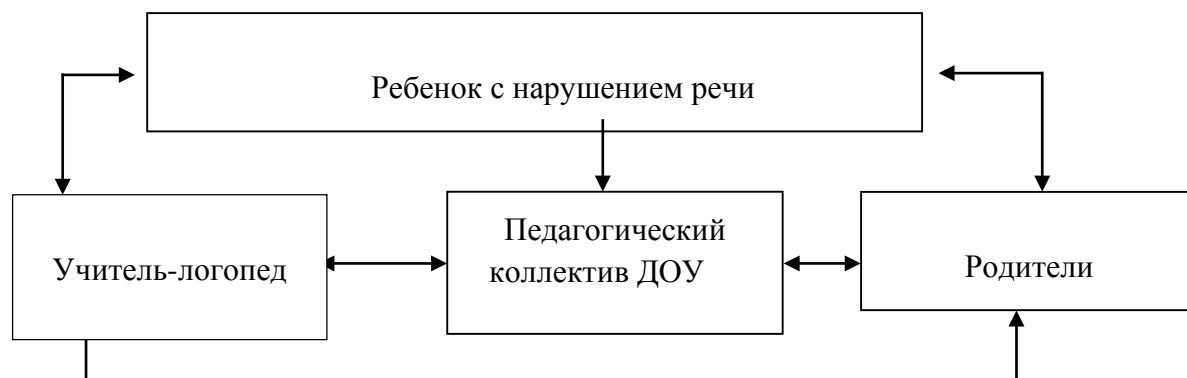 Ребенок с нарушением речи
Учитель-логопед
Педагогический
коллектив ДОУ
Родители